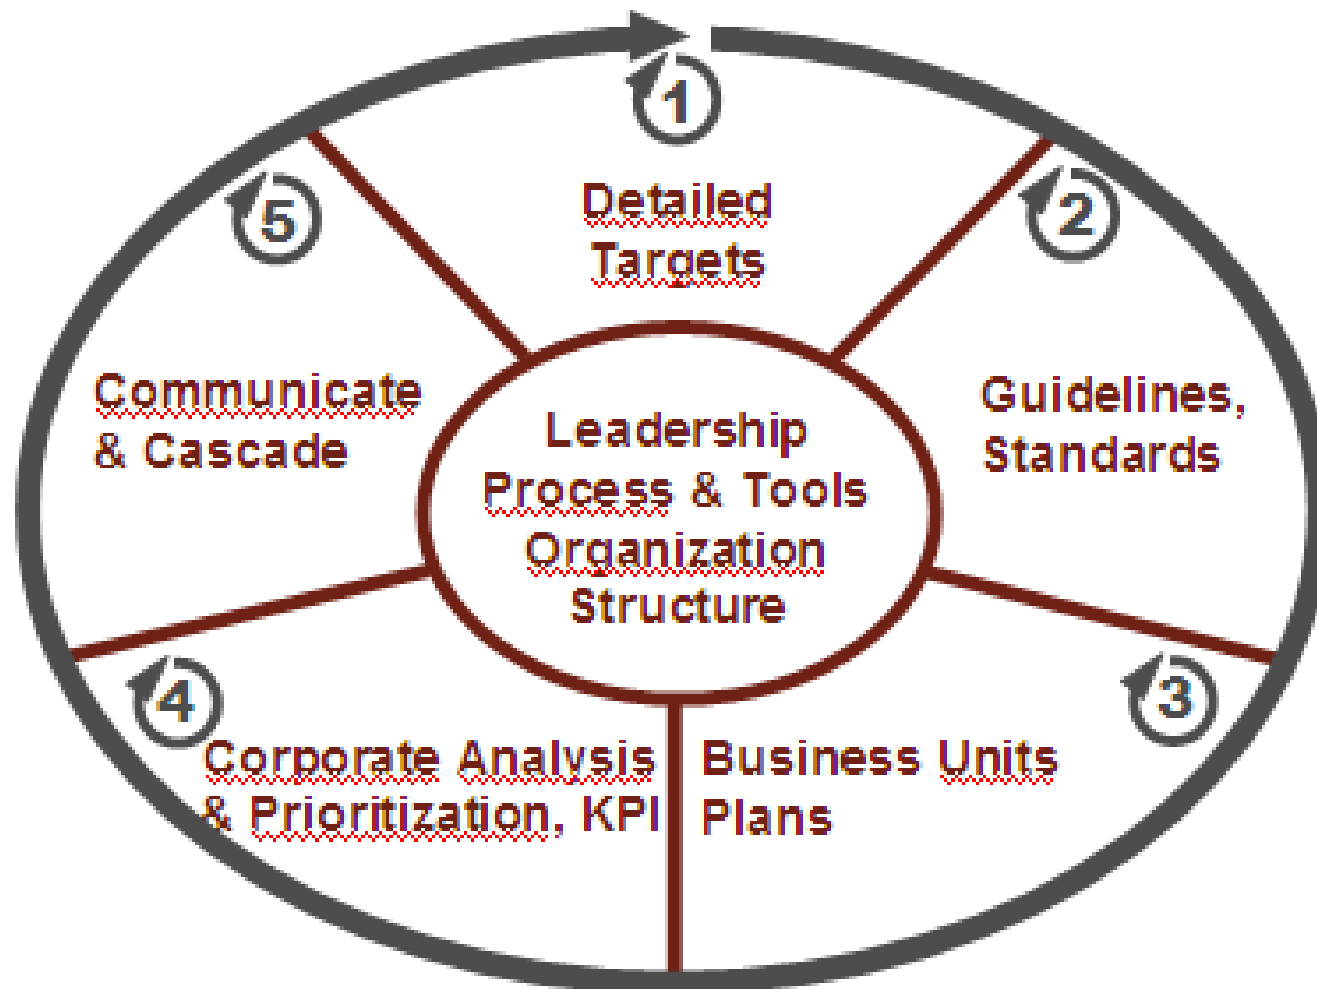 1
Detailed
Targets
2
Guidelines,
Standards
3
Business Units
Plans
4
Corporate Analysis
& Prioritization, KPI
5
Communicate
& Cascade
Leadership
Process & Tools
Organization
Structure